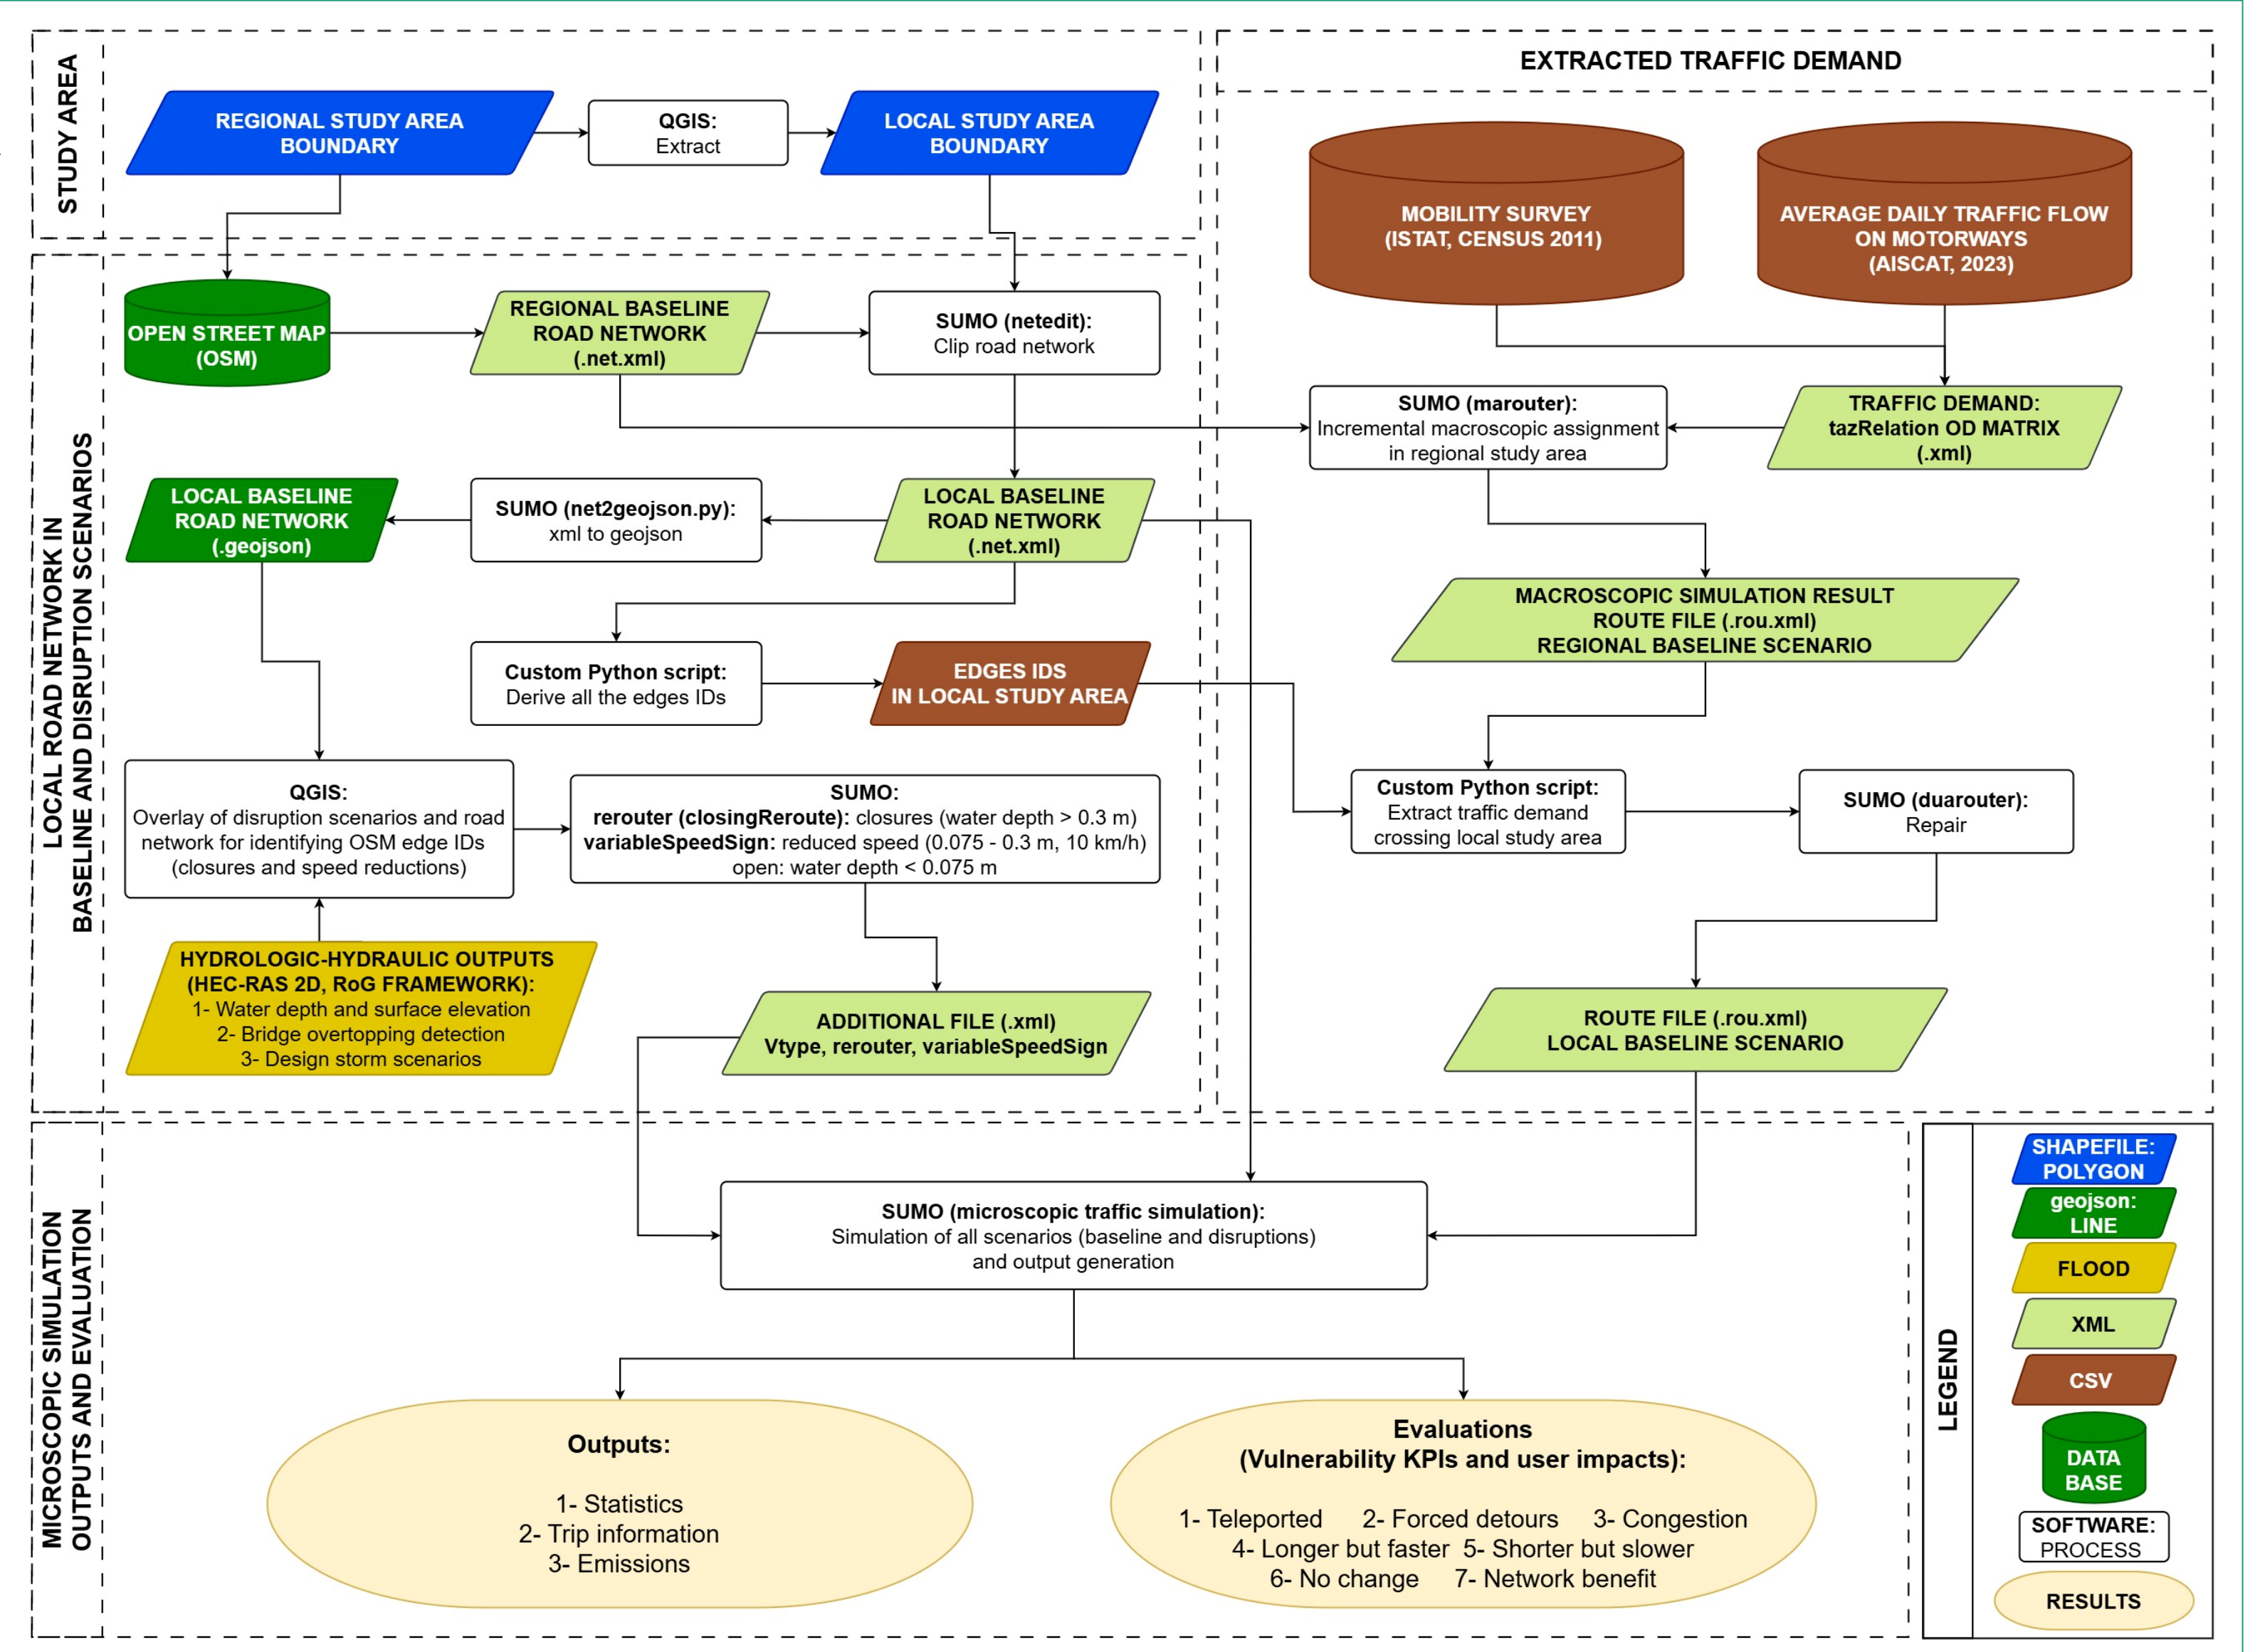 STUDY AREA
REGIONAL STUDY AREA
BOUNDARY
QGIS:
Extract
LOCAL STUDY AREA
BOUNDARY
EXTRACTED TRAFFIC DEMAND
MOBILITY SURVEY
(ISTAT, CENSUS 2011)
AVERAGE DAILY TRAFFIC FLOW
ON MOTORWAYS
(AISCAT, 2023)
LOCAL ROAD NETWORK IN
BASELINE AND DISRUPTION SCENARIOS
OPEN STREET MAP
(OSM)
REGIONAL BASELINE
ROAD NETWORK
(.net.xml)
SUMO (netedit):
Clip road network
SUMO (marouter):
Incremental macroscopic assignment
in regional study area
TRAFFIC DEMAND:
tazRelation OD MATRIX
(.xml)
LOCAL BASELINE
ROAD NETWORK
(.geojson)
SUMO (net2geojson.py):
xml to geojson
LOCAL BASELINE
ROAD NETWORK
(.net.xml)
MACROSCOPIC SIMULATION RESULT
ROUTE FILE (.rou.xml)
REGIONAL BASELINE SCENARIO
Custom Python script:
Derive all the edges IDs
EDGES IDS
IN LOCAL STUDY AREA
QGIS:
Overlay of disruption scenarios and road
network for identifying OSM edge IDs
(closures and speed reductions)
SUMO:
rerouter (closingReroute): closures (water depth > 0.3 m)
variableSpeedSign: reduced speed (0.075 - 0.3 m, 10 km/h)
open: water depth < 0.075 m
Custom Python script:
Extract traffic demand
crossing local study area
SUMO (duarouter):
Repair
HYDROLOGIC-HYDRAULIC OUTPUTS
(HEC-RAS 2D, RoG FRAMEWORK):
1- Water depth and surface elevation
2- Bridge overtopping detection
3- Design storm scenarios
ADDITIONAL FILE (.xml)
Vtype, rerouter, variableSpeedSign
ROUTE FILE (.rou.xml)
LOCAL BASELINE SCENARIO
MICROSCOPIC SIMULATION
OUTPUTS AND EVALUATION
SUMO (microscopic traffic simulation):
Simulation of all scenarios (baseline and disruptions)
and output generation
Outputs:
1- Statistics
2- Trip information
3- Emissions
Evaluations
(Vulnerability KPIs and user impacts):
1- Teleported 2- Forced detours 3- Congestion
4- Longer but faster 5- Shorter but slower
6- No change 7- Network benefit
LEGEND
SHAPEFILE:
POLYGON
geojson:
LINE
FLOOD
XML
CSV
DATA
BASE
SOFTWARE:
PROCESS
RESULTS